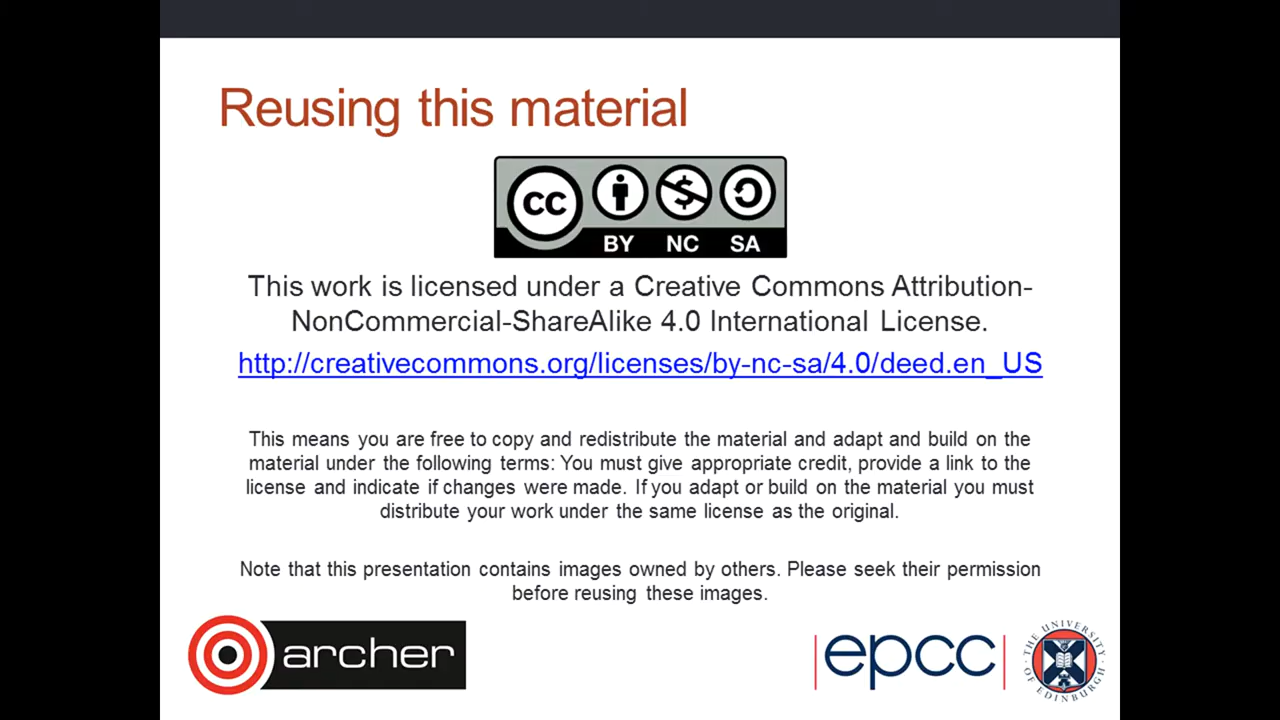 Reusing this material
CC
BY NC SA
This work is licensed under a Creative Commons Attribution-
NonCommercial-ShareAlike 4.0 International License.
http://creativecommons.org/licenses/by-nc-sa/4.0/deed.en_US
This means you are free to copy and redistribute the material and adapt and build on the
material under the following terms: You must give appropriate credit, provide a link to the
license and indicate if changes were made. If you adapt or build on the material you must
distribute your work under the same license as the original.
Note that this presentation contains images owned by others. Please seek their permission
before reusing these images.
archer
epcc
THE UNIVERSITY
OF EDINBURGH